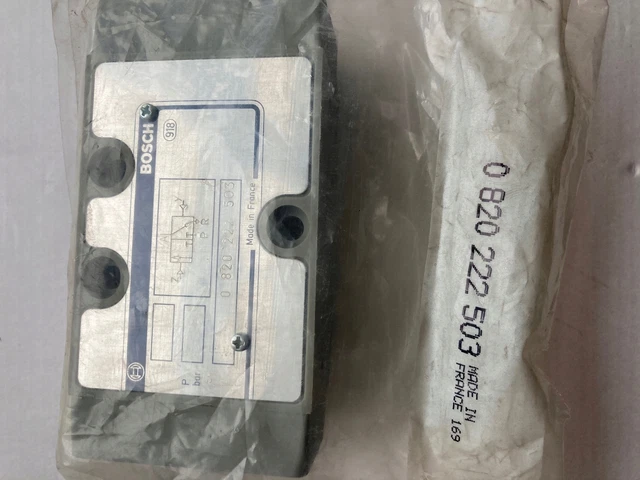 BOSCH
918
P R
Z
0 820 222 503
P
bar
Made in France
0 820 222 503
MADE IN
FRANCE 169